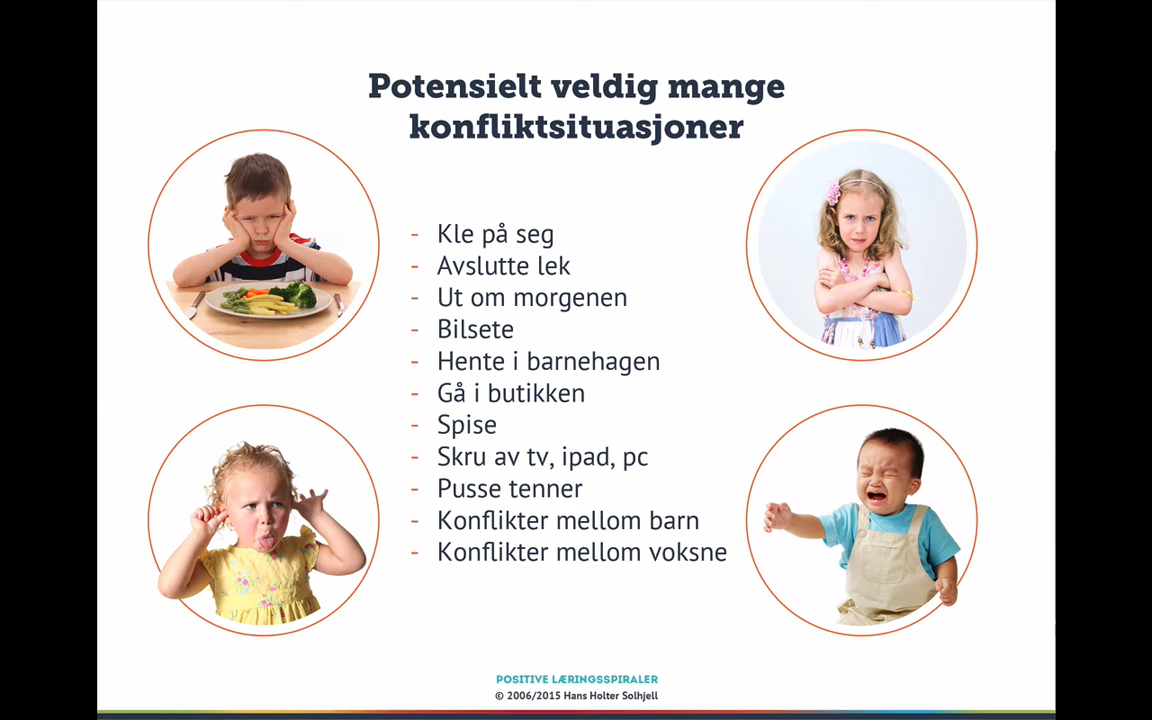 Potensielt veldig mange
konfliktsituasjoner
- Kle på seg
- Avslutte lek
- Ut om morgenen
- Bilsete
- Hente i barnehagen
- Gå i butikken
- Spise
- Skru av tv, ipad, pc
- Pusse tenner
- Konflikter mellom barn
- Konflikter mellom voksne
POSITIVE LÆRINGSSPIRALER
© 2006/2015 Hans Holter Solhjell